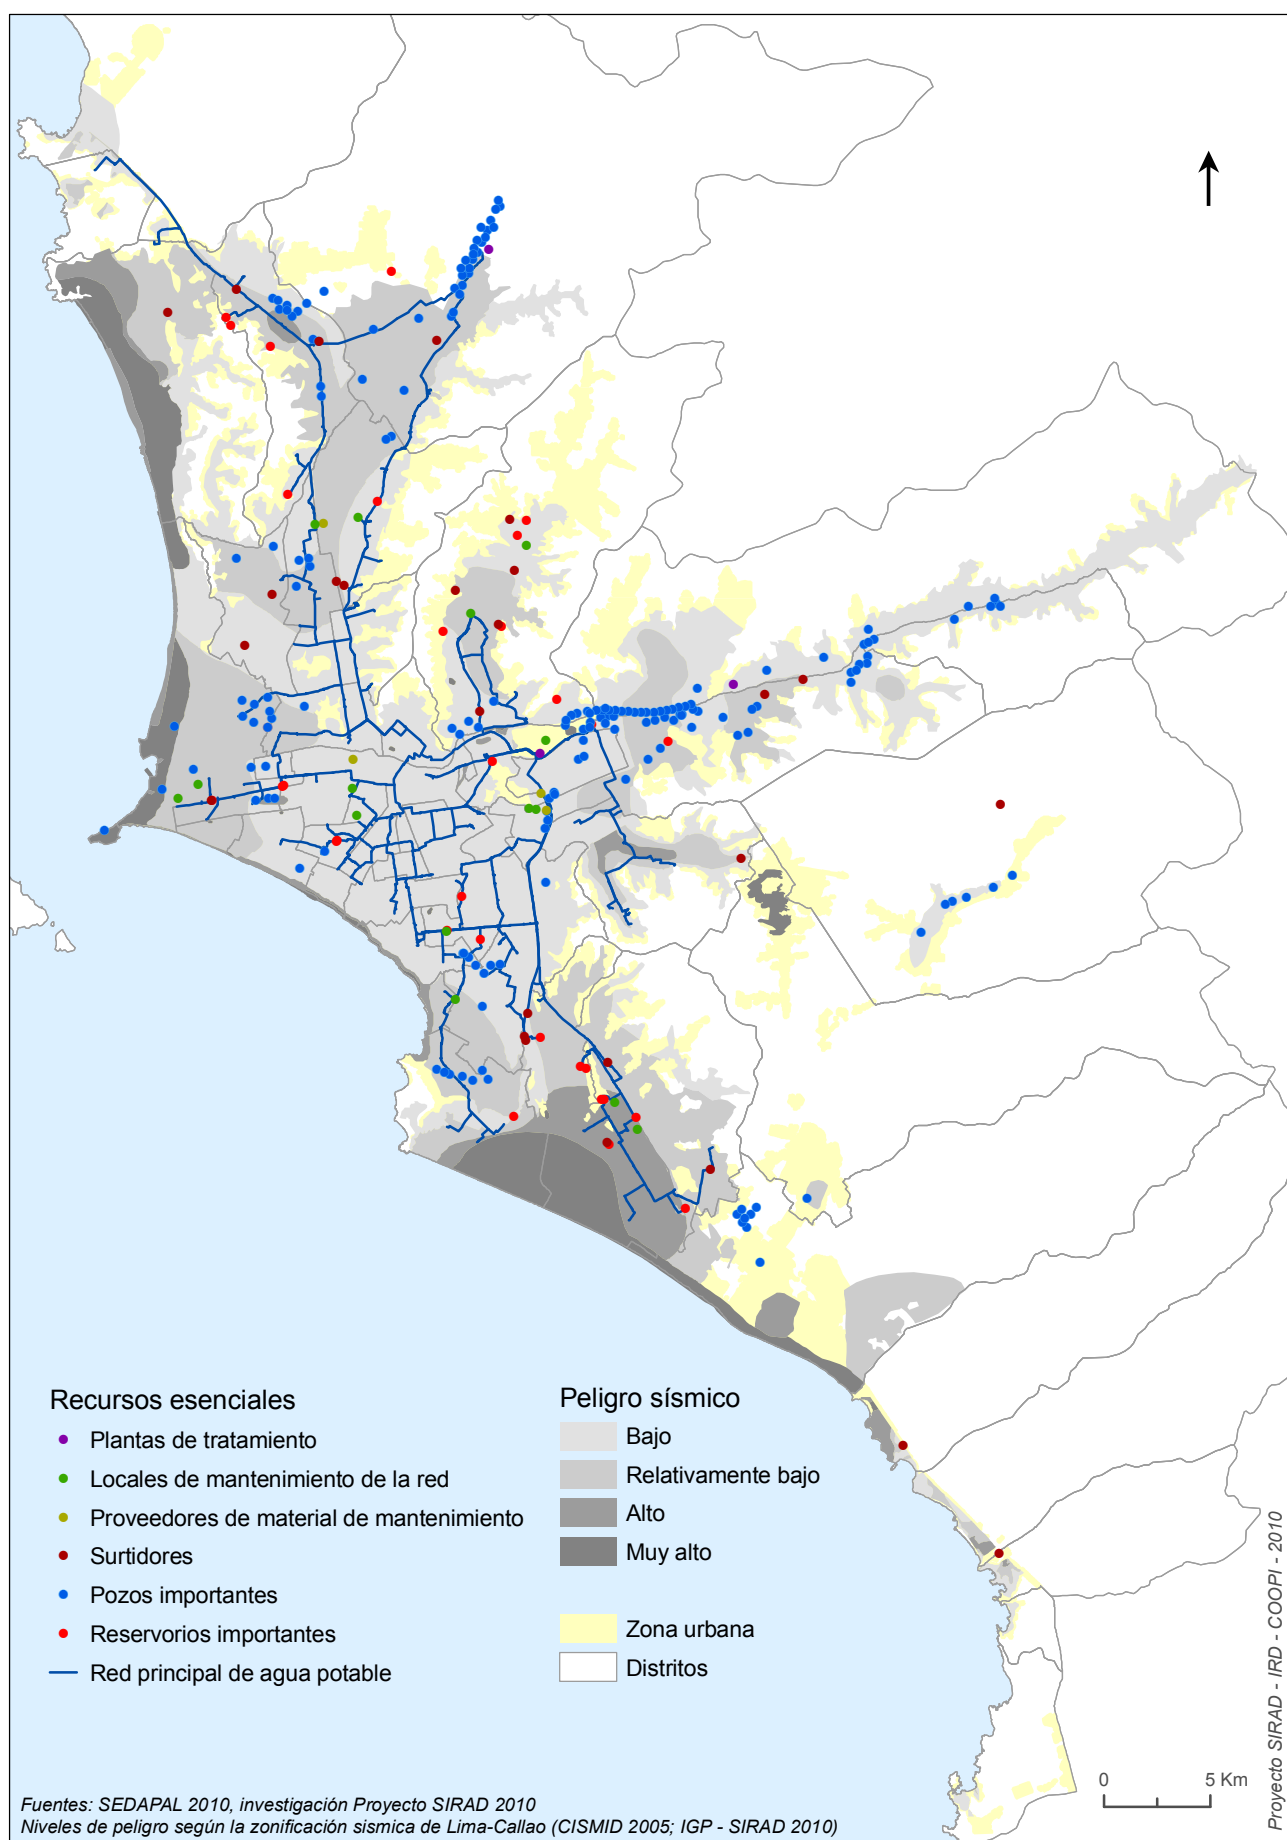 Recursos esenciales
Plantas de tratamiento
Locales de mantenimiento de la red
Proveedores de material de mantenimiento
Surtidores
Pozos importantes
Reservorios importantes
Red principal de agua potable
Peligro sísmico
Bajo
Relativamente bajo
Alto
Muy alto
Zona urbana
Distritos
0 5 Km
Fuentes: SEDAPAL 2010, investigación Proyecto SIRAD 2010
Niveles de peligro según la zonificación sismica de Lima-Callao (CISMID 2005; IGP - SIRAD 2010)
Proyecto SIRAD - IRD - COOPI - 2010